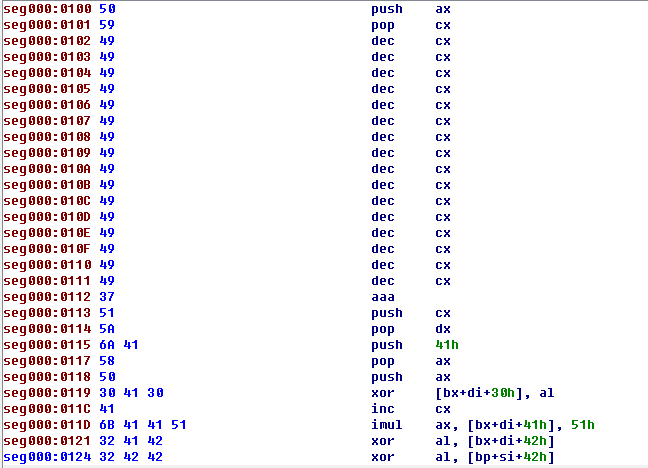 seg000:0100 50 push ax
seg000:0101 59 pop cx
seg000:0102 49 dec cx
seg000:0103 49 dec cx
seg000:0104 49 dec cx
seg000:0105 49 dec cx
seg000:0106 49 dec cx
seg000:0107 49 dec cx
seg000:0108 49 dec cx
seg000:0109 49 dec cx
seg000:010A 49 dec cx
seg000:010B 49 dec cx
seg000:010C 49 dec cx
seg000:010D 49 dec cx
seg000:010E 49 dec cx
seg000:010F 49 dec cx
seg000:0110 49 dec cx
seg000:0111 49 dec cx
seg000:0112 37 aaa
seg000:0113 51 push cx
seg000:0114 5A pop dx
seg000:0115 6A 41 push 41h
seg000:0117 58 pop ax
seg000:0118 50 push ax
seg000:0119 30 41 30 xor [bx+di+30h], al
seg000:011C 41 inc cx
seg000:011D 6B 41 41 51 imul ax, [bx+di+41h], 51h
seg000:0121 32 41 42 xor al, [bx+di+42h]
seg000:0124 32 42 42 xor al, [bp+si+42h]